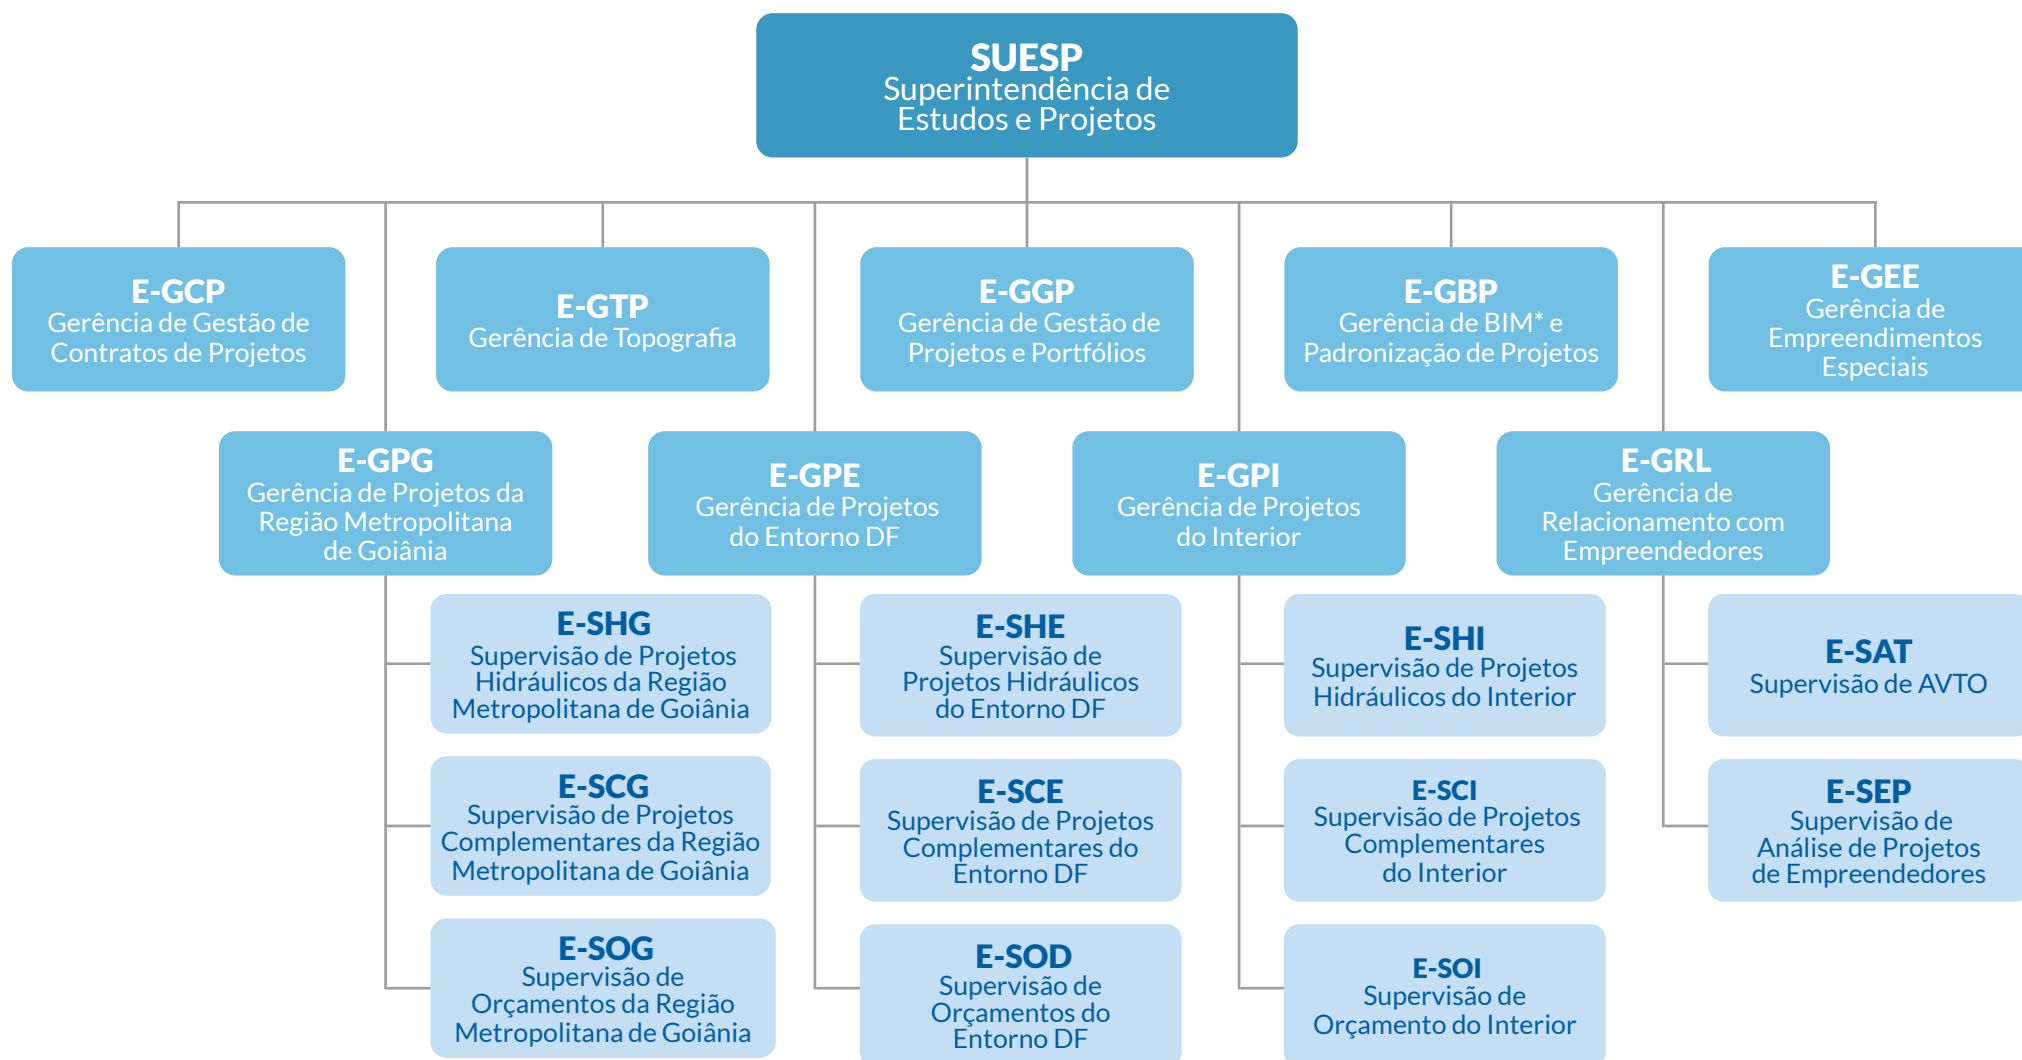 SUESP
Superintendência de
Estudos e Projetos
E-GCP
Gerência de Gestão de
Contratos de Projetos
E-GTP
Gerência de Topografia
E-GGP
Gerência de Gestão de
Projetos e Portfólios
E-GBP
Gerência de BIM* e
Padronização de Projetos
E-GEE
Gerência de
Empreendimentos
Especiais
E-GPG
Gerência de Projetos da
Região Metropolitana
de Goiânia
E-GPE
Gerência de Projetos
do Entorno DF
E-GPI
Gerência de Projetos
do Interior
E-GRL
Gerência de
Relacionamento com
Empreendedores
E-SHG
Supervisão de Projetos
Hidráulicos da Região
Metropolitana de Goiânia
E-SHE
Supervisão de
Projetos Hidráulicos
do Entorno DF
E-SHI
Supervisão de Projetos
Hidráulicos do Interior
E-SAT
Supervisão de AVTO
E-SCG
Supervisão de Projetos
Complementares da Região
Metropolitana de Goiânia
E-SCE
Supervisão de Projetos
Complementares do
Entorno DF
E-SCI
Supervisão de Projetos
Complementares
do Interior
E-SEP
Supervisão de
Análise de Projetos
de Empreendedores
E-SOG
Supervisão de
Orçamentos da Região
Metropolitana de Goiânia
E-SOD
Supervisão de
Orçamentos do
Entorno DF
E-SOI
Supervisão de
Orçamento do Interior